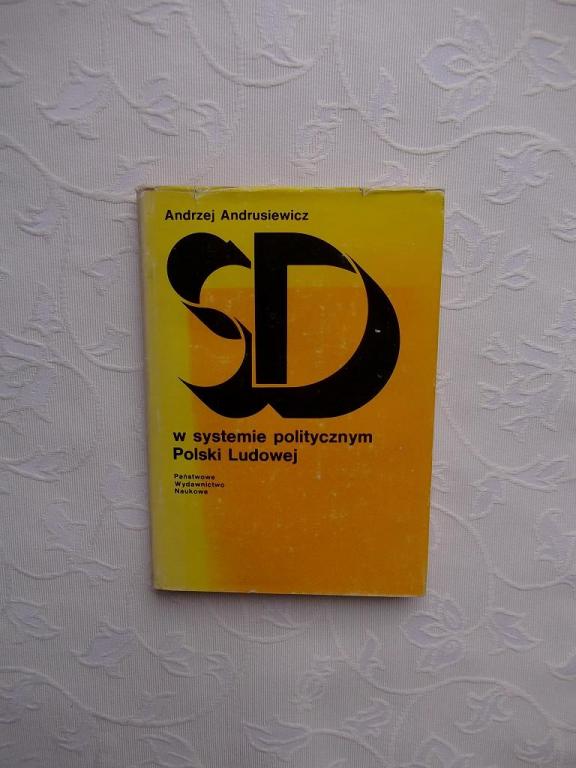 Andrzej Andrusiewicz
SD
w systemie politycznym
Polski Ludowej
Państwowe
Wydawnictwo
Naukowe